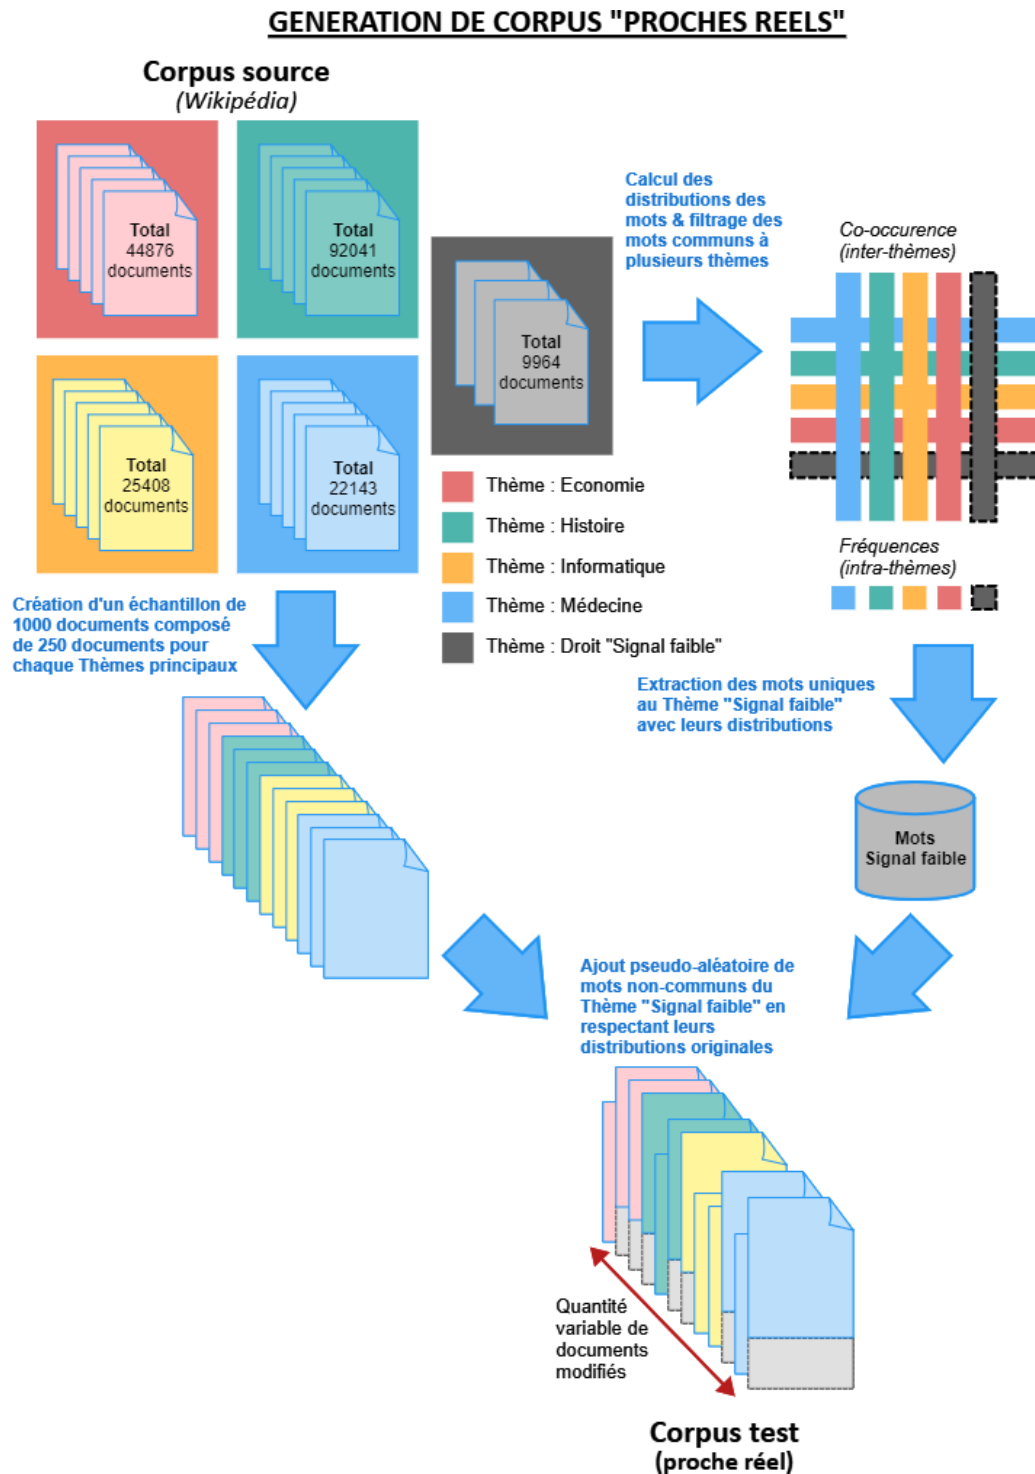 GENERATION DE CORPUS "PROCHES REELS"
Corpus source
(Wikipédia)
Total
44876
documents
Total
92041
documents
Total
25408
documents
Total
22143
documents
Total
9964
documents
Calcul des
distributions des
mots & filtrage des
mots communs à
plusieurs thèmes
Co-occurence
(inter-thèmes)
Fréquences
(intra-thèmes)
Thème : Economie
Thème : Histoire
Thème : Informatique
Thème : Médecine
Thème : Droit "Signal faible"
Création d'un échantillon de
1000 documents composé
de 250 documents pour
chaque Thèmes principaux
Extraction des mots uniques
au Thème "Signal faible"
avec leurs distributions
Mots
Signal faible
Ajout pseudo-aléatoire de
mots non-communs du
Thème "Signal faible" en
respectant leurs
distributions originales
Quantité
variable de
documents
modifiés
Corpus test
(proche réel)